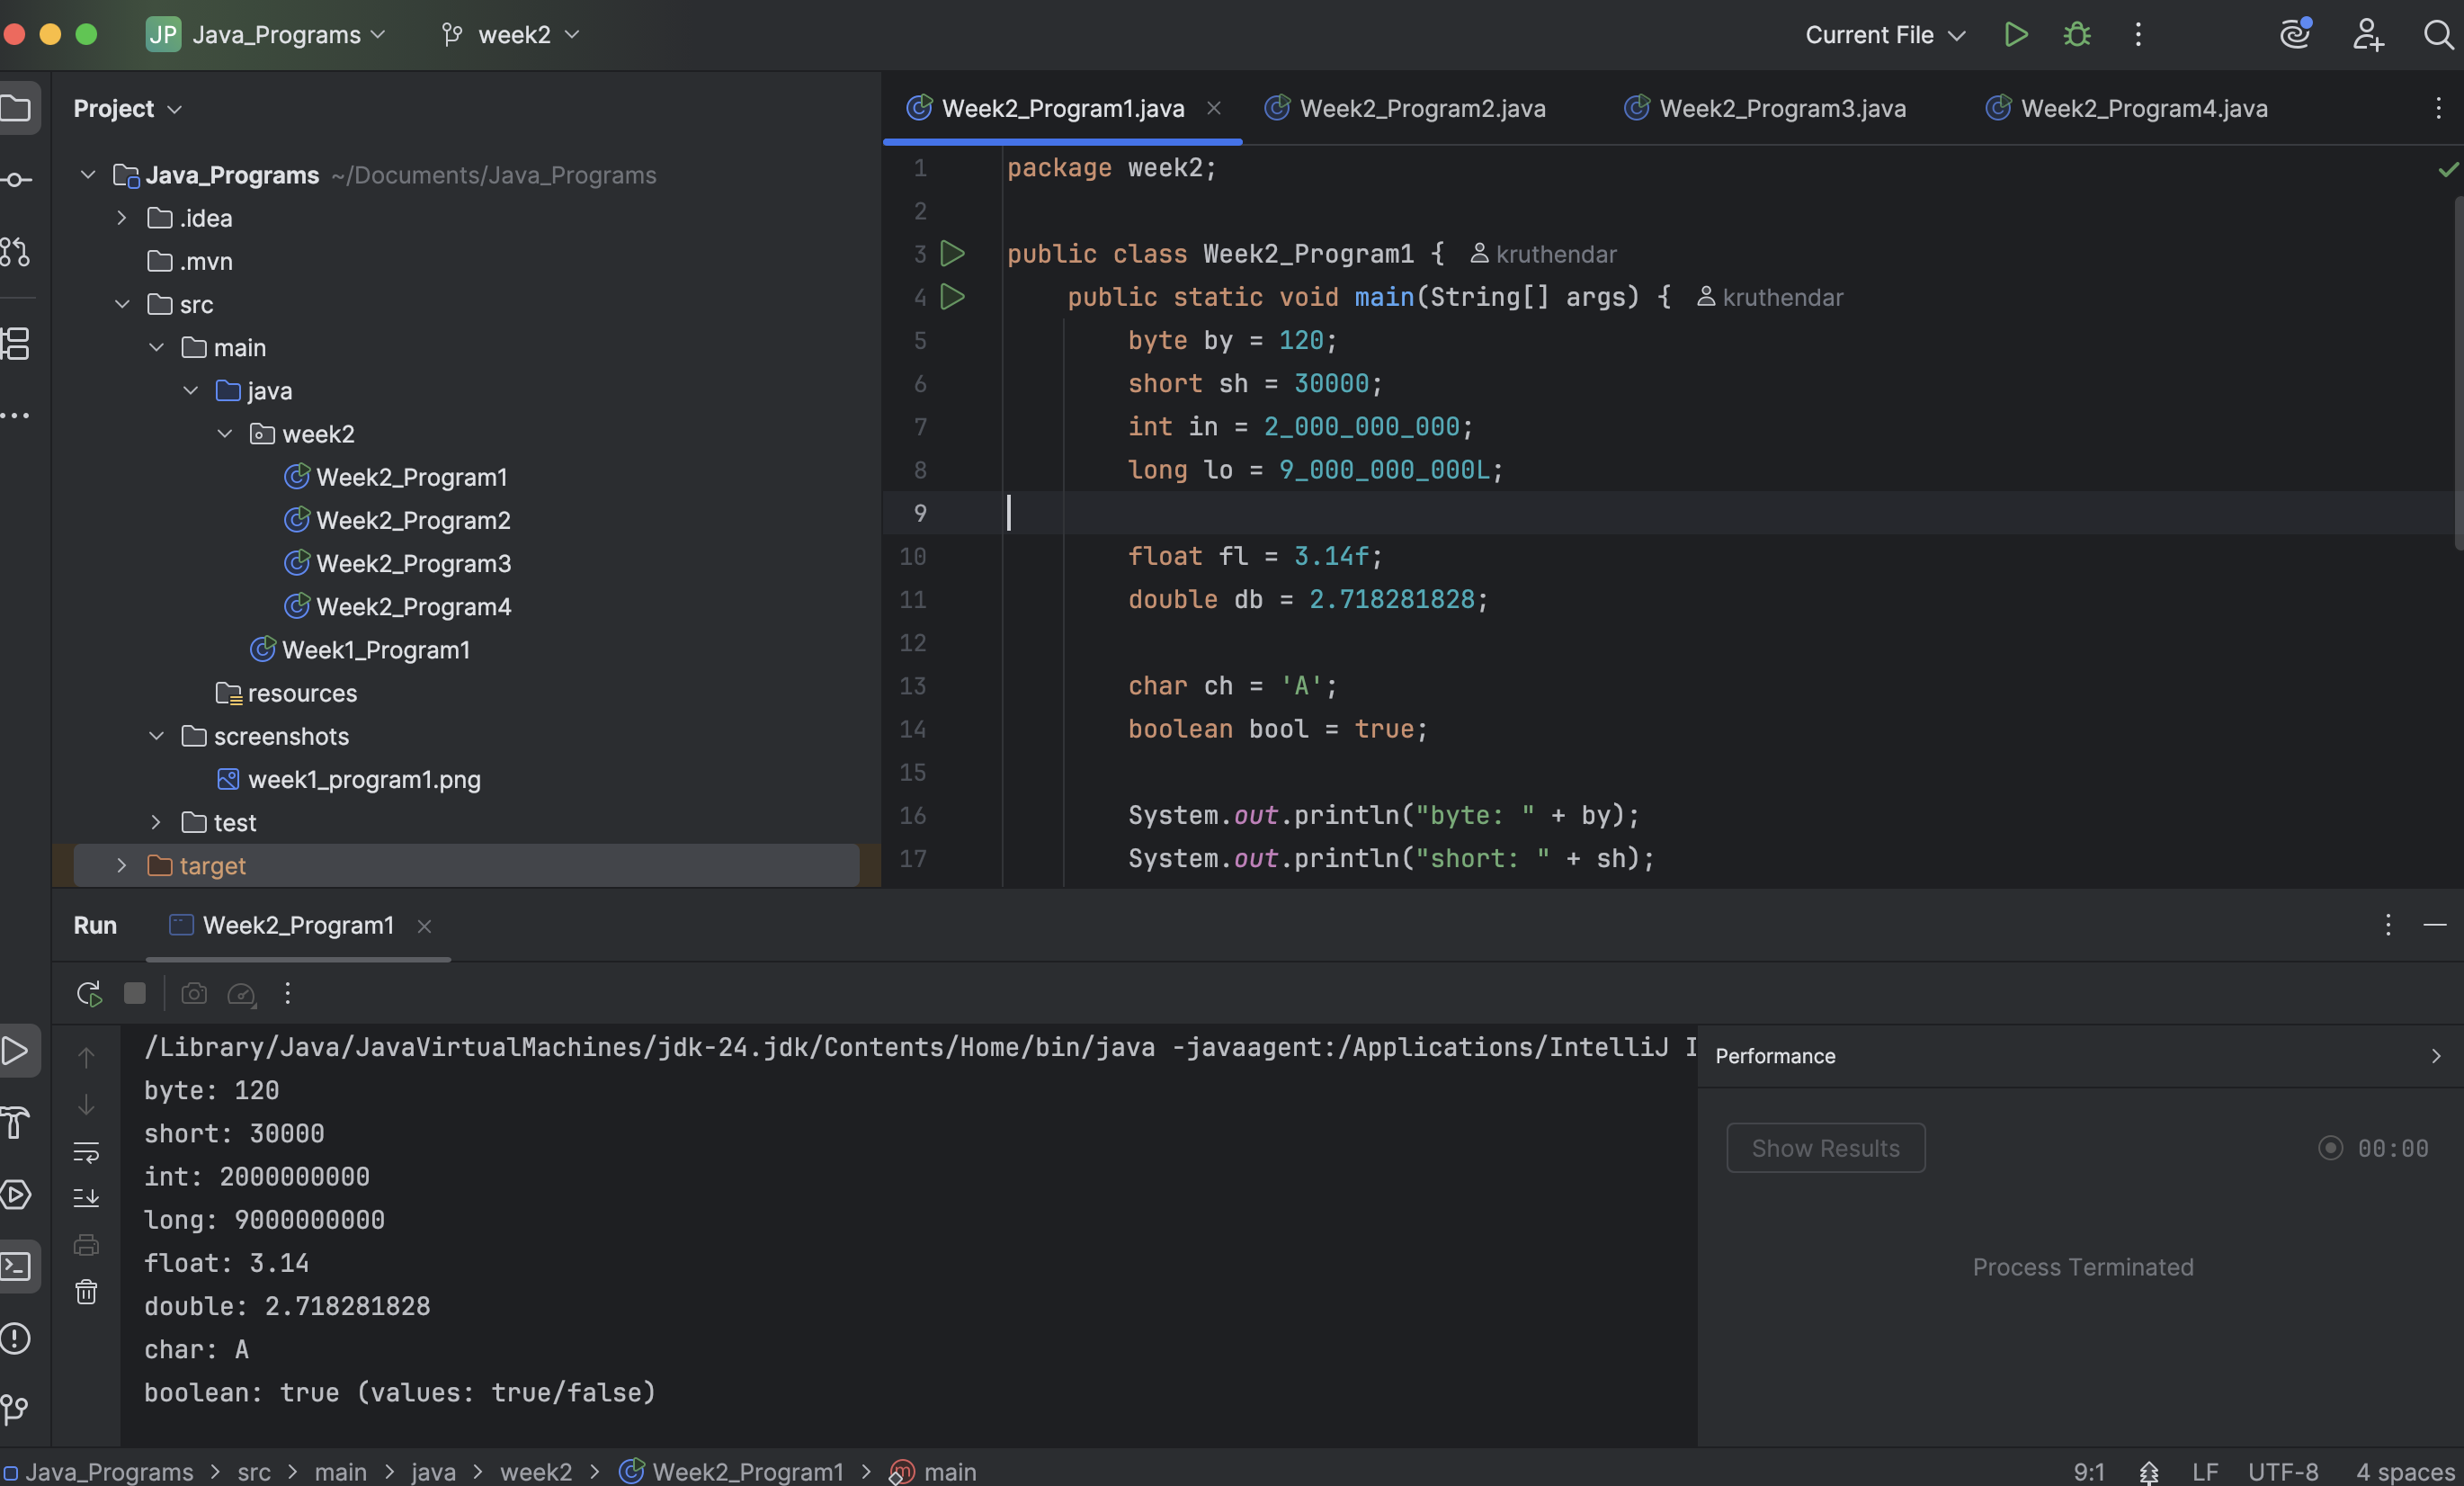 JP Java_Programs week2 Current File
Project
Java_Programs ~/Documents/Java_Programs
.idea
.mvn
src
main
java
week2
Week2_Program1
Week2_Program2
Week2_Program3
Week2_Program4
Week1_Program1
resources
screenshots
week1_program1.png
test
target
Week2_Program1.java Week2_Program2.java Week2_Program3.java Week2_Program4.java
1 package week2;
2
3 public class Week2_Program1 { kruthendar
4 public static void main(String[] args) { kruthendar
5 byte by = 120;
6 short sh = 30000;
7 int in = 2_000_000_000;
8 long lo = 9_000_000_000L;
9
10 float fl = 3.14f;
11 double db = 2.718281828;
12
13 char ch = 'A';
14 boolean bool = true;
15
16 System.out.println("byte: " + by);
17 System.out.println("short: " + sh);
Run Week2_Program1
/Library/Java/JavaVirtualMachines/jdk-24.jdk/Contents/Home/bin/java -javaagent:/Applications/IntelliJ I
byte: 120
short: 30000
int: 2000000000
long: 9000000000
float: 3.14
double: 2.718281828
char: A
boolean: true (values: true/false)
Performance
Show Results 00:00
Process Terminated
Java_Programs > src > main > java > week2 > Week2_Program1 > main 9:1 LF UTF-8 4 spaces